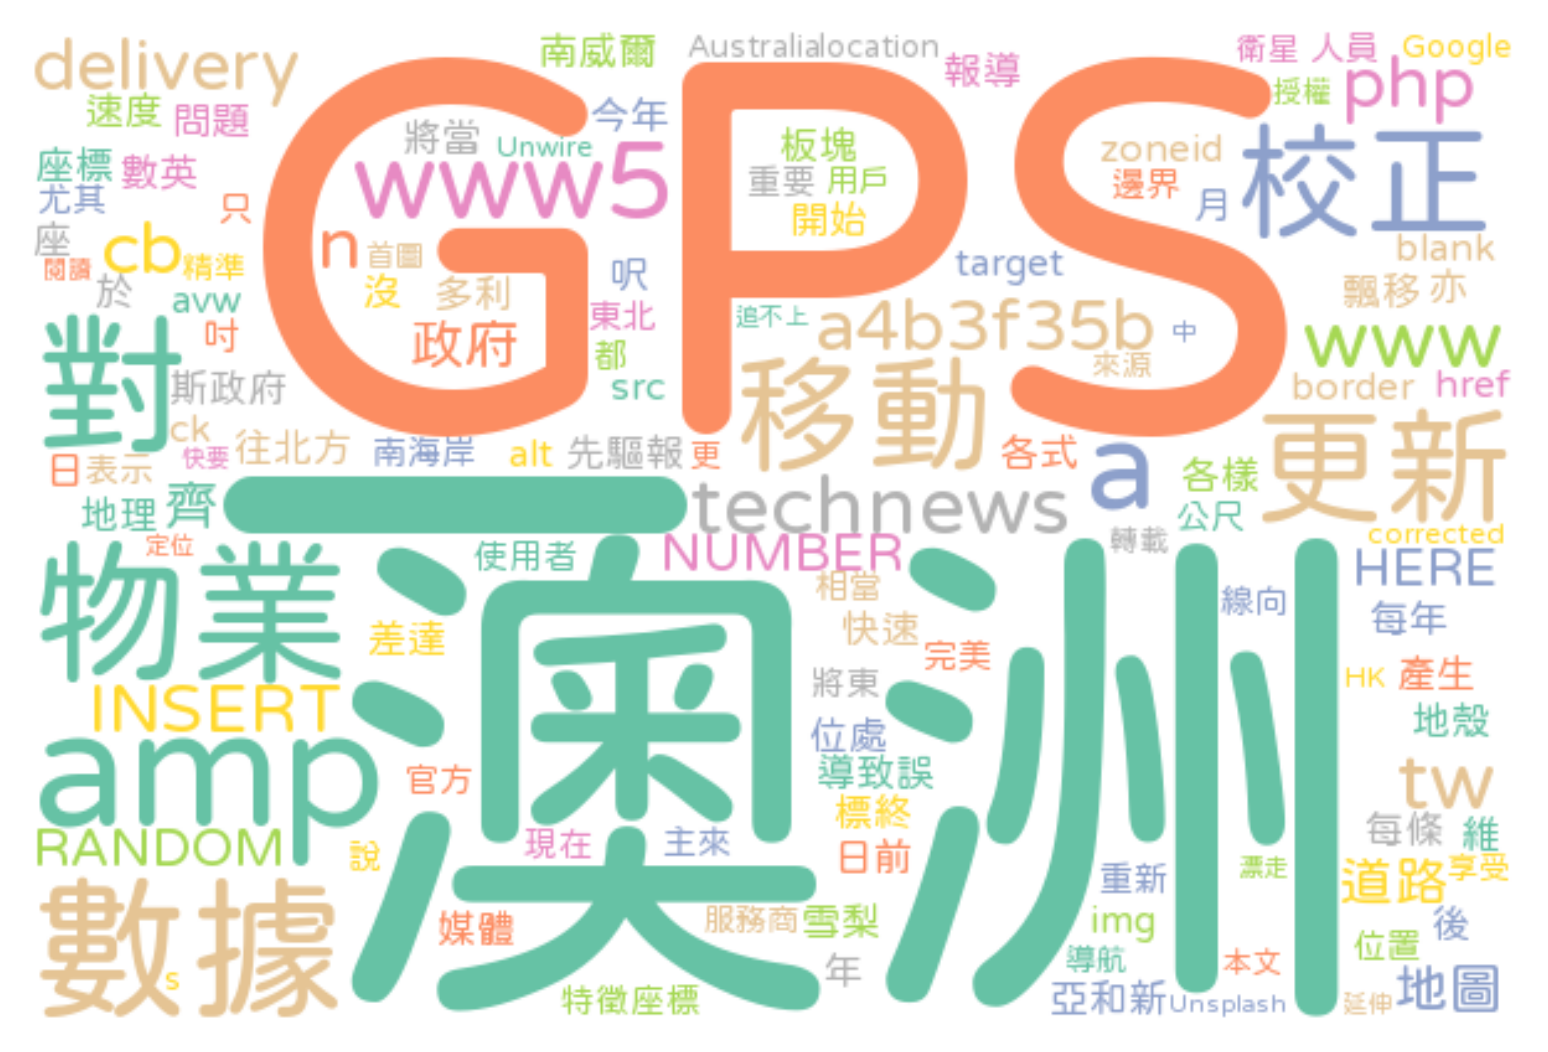 delivery
南威爾
Australialocation
報導
衛星
人員
Google
GPS
速度
問題
今年
授權
php
將當
Unwire
板塊
zoneid
校正
座標
數英
www5
重要
用戶
邊界
尤其
只
開始
月
座
cb
精準
n
首圖
target
blank
閱讀
於
avw
沒
多利
呎
飄移
亦
吋
政府
東北
追不上
a4b3f35b
中
www
對
都
移動
來源
斯政府
src
border
href
ck
往北方
南海岸
alt
先驅報
更
各式
a
更新
日
表示
快要
各樣
地理
齊
一
technews
公尺
定位
使用者
NUMBER
轉載
corrected
物業
澳洲
相當
HERE
差達
快速
線向
每年
完美
INSERT
將東
HK
產生
amp
位處
地殼
官方
導致誤
tw
RANDOM
說
現在
主來
標終
日前
每條
維
數據
重新
漂走
道路
享受
媒體
服務商
雪梨
img
後
s
年
導航
本文
位置
特徵座標
亞和新
Unsplash
延伸
地圖